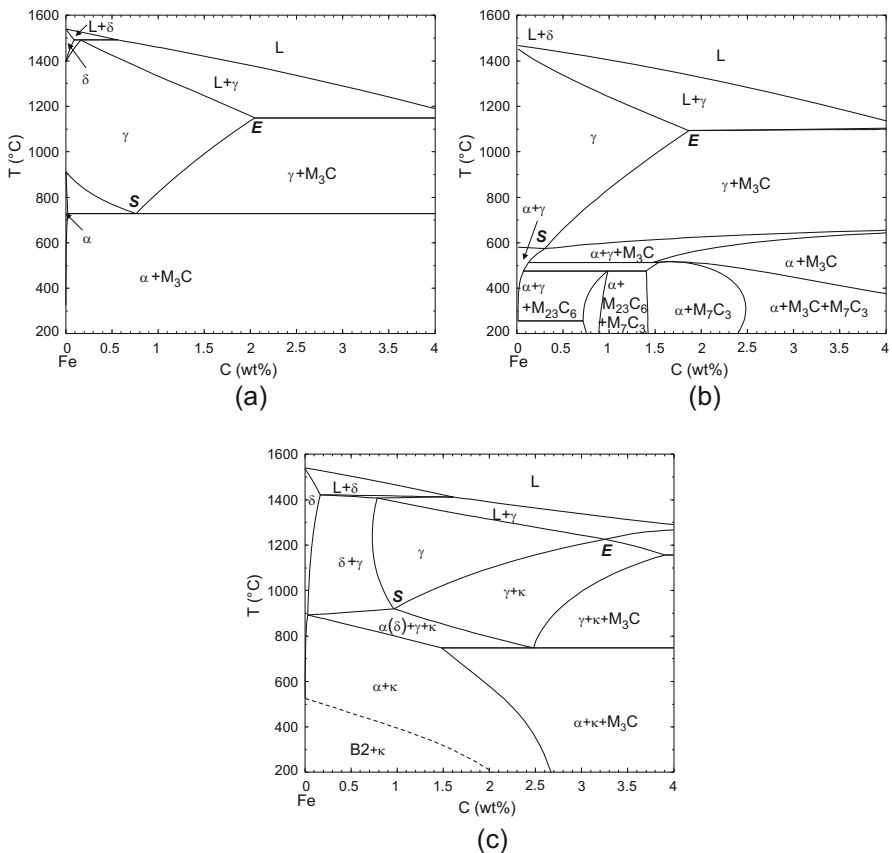 1600
1400
1200
1000
800
600
400
200
T (°C)
L+δ
δ
L
L+γ
γ
E
S
γ+M₃C
α
α+M₃C
0 0.5 1 1.5 2 2.5 3 3.5 4
Fe
C (wt%)
(a)
1600
1400
1200
1000
800
600
400
200
T (°C)
L+δ
L
L+γ
γ
E
γ+M₃C
α+γ
S
α+γ+M₃C
α+M₃C
α+γ
+M₂₃C₆
α+
M₂₃C₆
+M₇C₃
α+M₇C₃
α+M₃C+M₇C₃
0 0.5 1 1.5 2 2.5 3 3.5 4
Fe
C (wt%)
(b)
1600
1400
1200
1000
800
600
400
200
T (°C)
L
L+δ
δ
L+γ
E
δ+γ
γ
S
γ+κ
γ+κ+M₃C
α(δ)+γ+κ
α+κ
α+κ+M₃C
B2+κ
0 0.5 1 1.5 2 2.5 3 3.5 4
Fe
C (wt%)
(c)